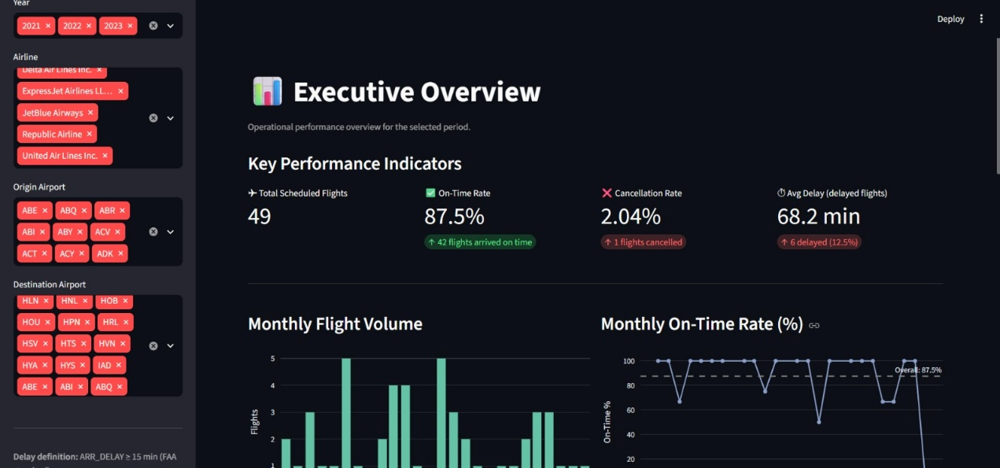 Year
2021 × 2022 × 2023 ×
Airline
Delta Air Lines Inc. ×
ExpressJet Airlines LL... ×
JetBlue Airways ×
Republic Airline ×
United Air Lines Inc. ×
Origin Airport
ABE × ABQ × ABR ×
ABI × ABY × ACV ×
ACT × ACY × ADK ×
Destination Airport
HLN × HNL × HOB ×
HOU × HPN × HRL ×
HSV × HTS × HVN ×
HYA × HYS × IAD ×
ABE × ABI × ABQ ×
Delay definition: ARR_DELAY ≥ 15 min (FAA
Deploy
Executive Overview
Operational performance overview for the selected period.
Key Performance Indicators
Total Scheduled Flights
49
On-Time Rate
87.5%
↑ 42 flights arrived on time
Cancellation Rate
2.04%
↑ 1 flights cancelled
Avg Delay (delayed flights)
68.2 min
↑ 6 delayed (12.5%)
Monthly Flight Volume
Flights
5
4
3
2
1
Monthly On-Time Rate (%)
On-Time %
100
80
60
40
20
Overall: 87.5%